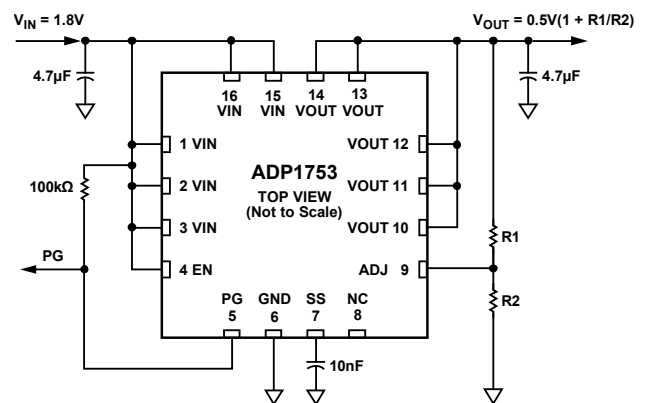 VIN = 1.8V
VOUT = 0.5V(1 + R1/R2)
4.7µF
4.7µF
16
VIN
15
VIN
14
VOUT
13
VOUT
1 VIN
2 VIN
3 VIN
4 EN
ADP1753
TOP VIEW
(Not to Scale)
VOUT 12
VOUT 11
VOUT 10
ADJ 9
100kΩ
PG
R1
R2
PG
5
GND
6
SS
7
NC
8
10nF